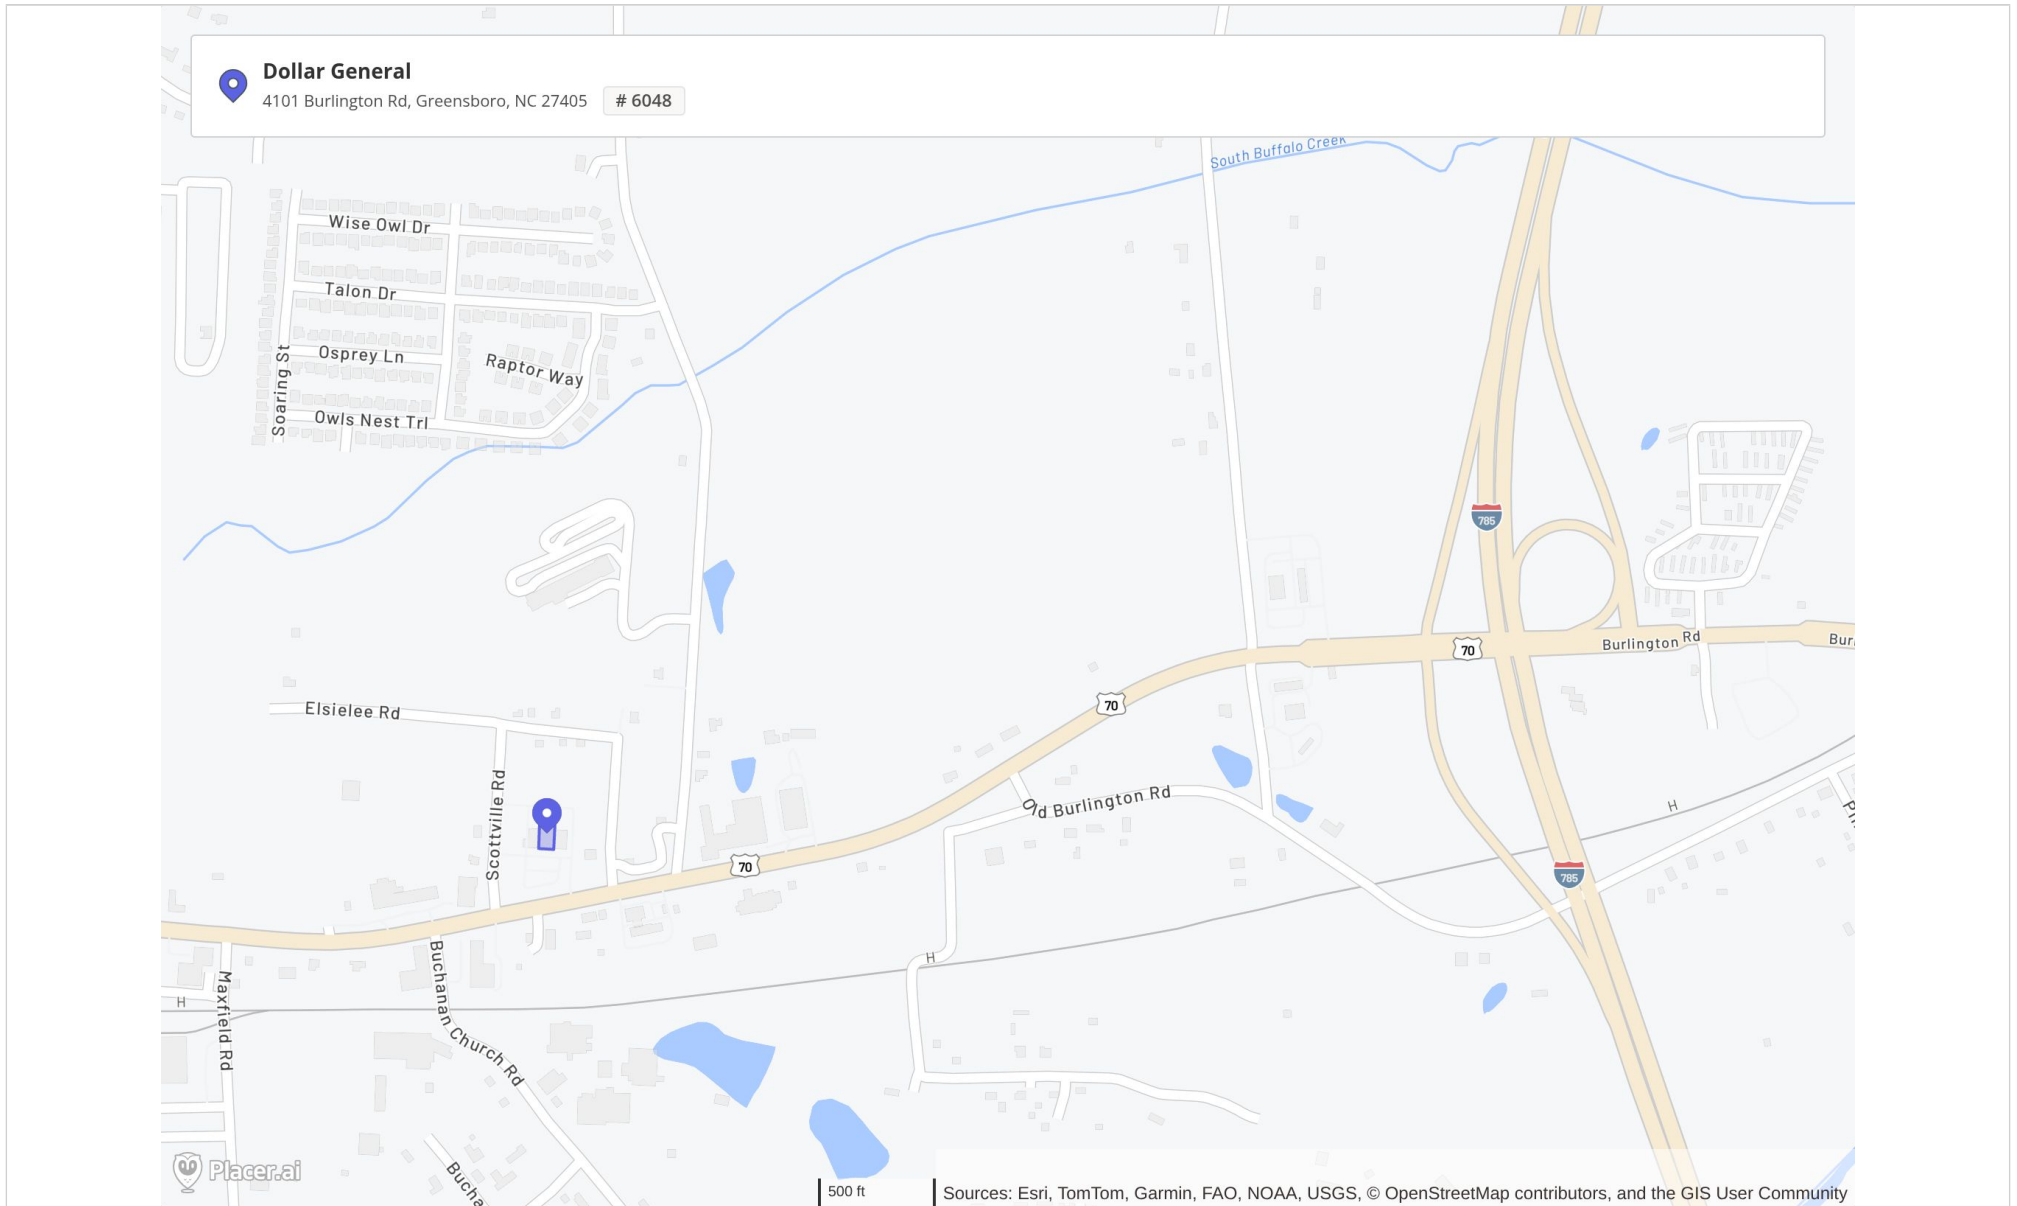 Dollar General
4101 Burlington Rd, Greensboro, NC 27405
# 6048
South Buffalo Creek
Wise Owl Dr
Talon Dr
Osprey Ln
Raptor Way
Soaring St
Owls Nest Trl
785
70
Burlington Rd
Bur
70
Elsielee Rd
Scottville Rd
Old Burlington Rd
H
70
785
Maxfield Rd
Buchanan Church Rd
H
H
Bucha
Placer.ai
500 ft
Sources: Esri, TomTom, Garmin, FAO, NOAA, USGS, © OpenStreetMap contributors, and the GIS User Community